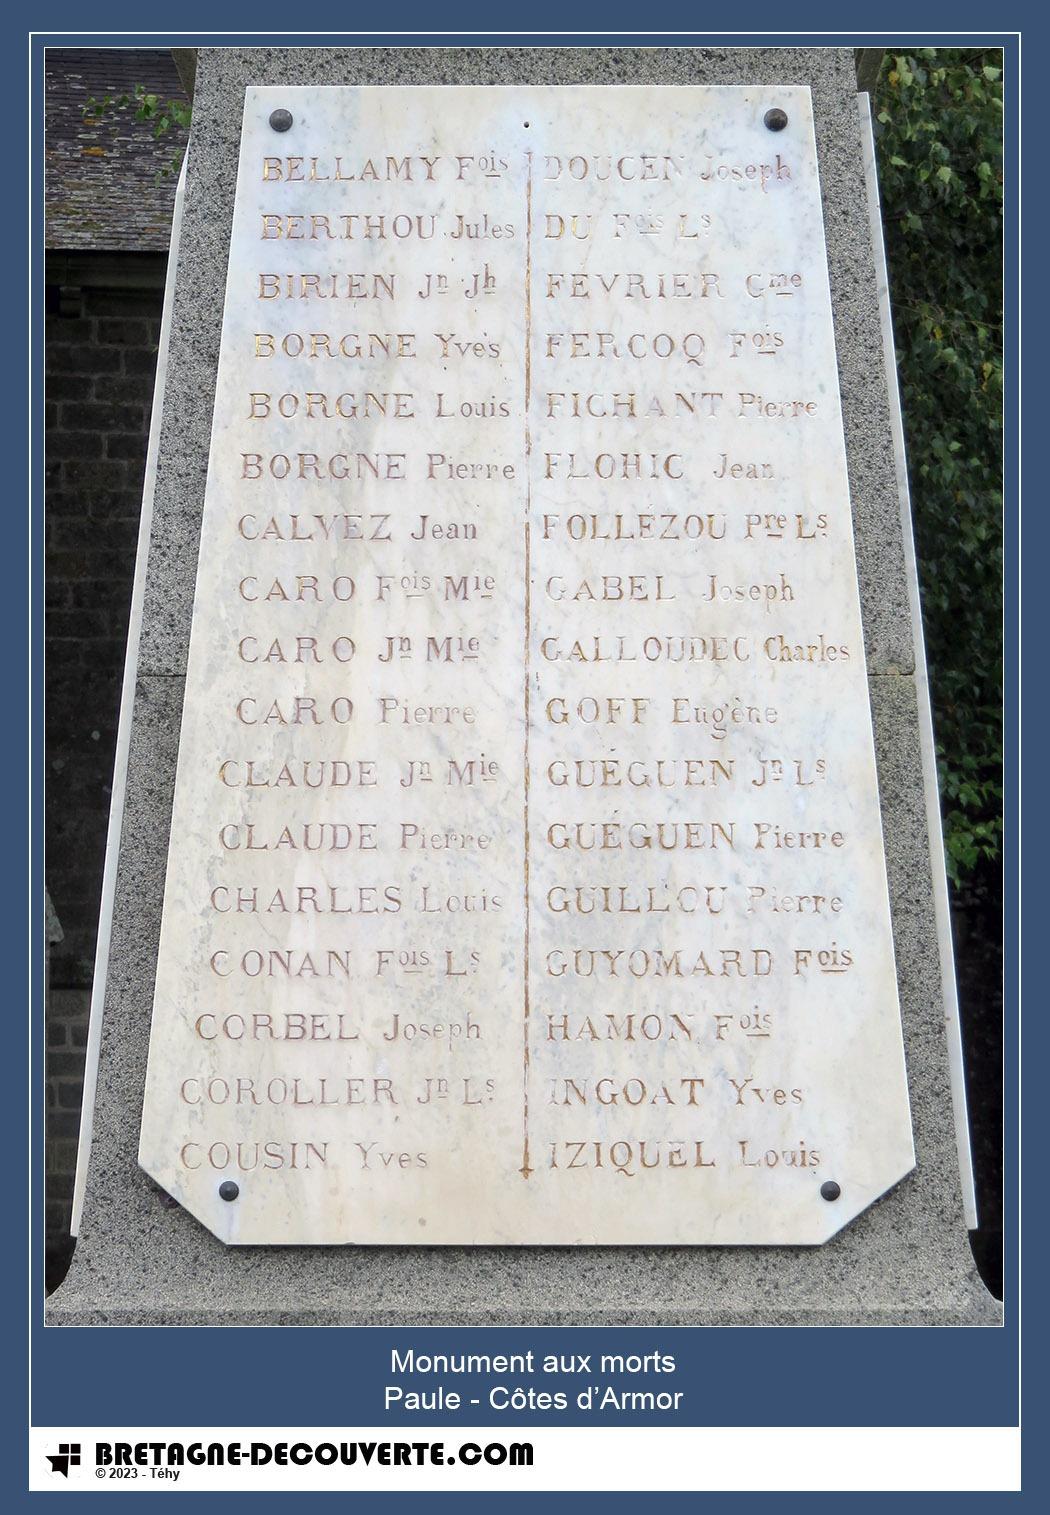 BELLAMY Fois
BERTHOU Jules
BIRIEN Jn Jh
BORGNE Yves
BORGNE Louis
BORGNE Pierre
CALVEZ Jean
CARO Fois Mie
CARO Jn Mie
CARO Pierre
CLAUDE Jn Mie
CLAUDE Pierre
CHARLES Louis
CONAN Fois Ls
CORBEL Joseph
COROLLER Jn Ls
COUSIN Yves
DOUCEN Joseph
DU Fois Ls
FEVRIER Gme
FERCOQ Fois
FICHANT Pierre
FLOHIC Jean
FOLLÉZOU Pre Ls
GABEL Joseph
GALLOUDEC Charles
GOFF Eugène
GUÉGUEN Jn Ls
GUÉGUEN Pierre
GUILLOU Pierre
GUYOMARD Fois
HAMON Fois
INGOAT Yves
IZIQUEL Louis
Monument aux morts
Paule - Côtes d’Armor
BRETAGNE-DECOUVERTE.COM
© 2023 - Téhy